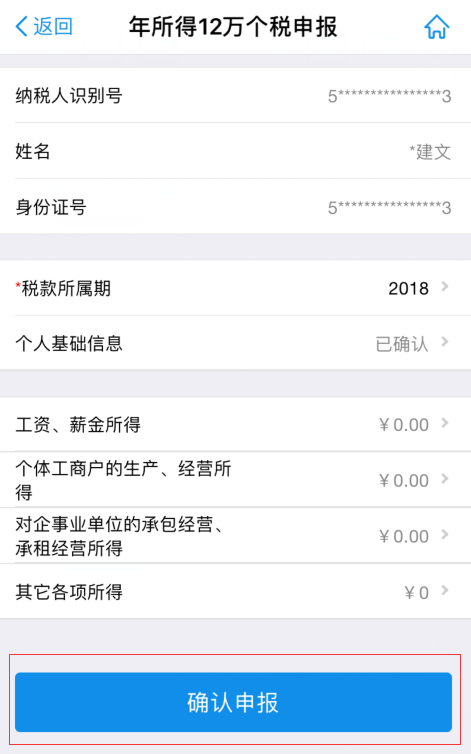 返回 年所得12万个税申报
纳税人识别号 5****************3
姓名 *建文
身份证号 5****************3
*税款所属期 2018
个人基础信息 已确认
工资、薪金所得 ¥0.00
个体工商户的生产、经营所
得 ¥0.00
对企事业单位的承包经营、
承租经营所得 ¥0.00
其它各项所得 ¥0
确认申报